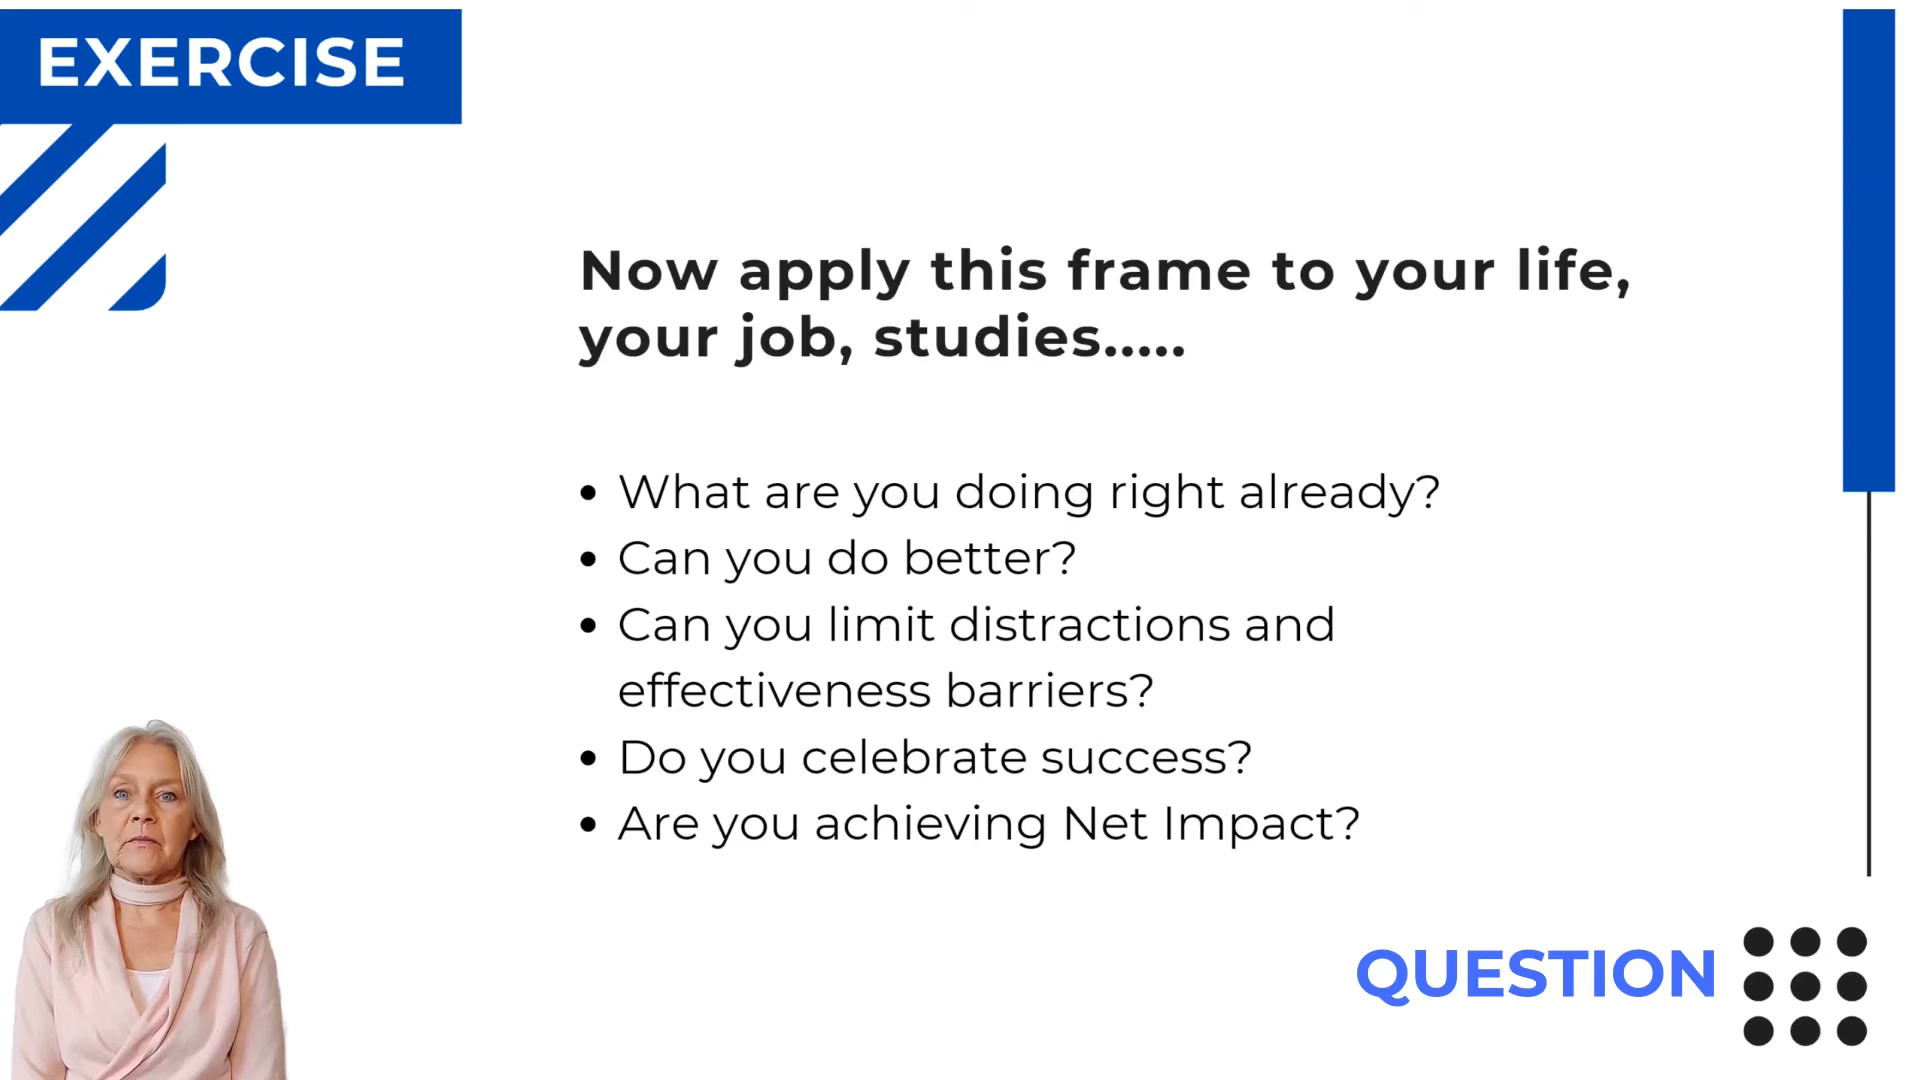 EXERCISE
Now apply this frame to your life,
your job, studies.....
• What are you doing right already?
• Can you do better?
• Can you limit distractions and
effectiveness barriers?
• Do you celebrate success?
• Are you achieving Net Impact?
QUESTION